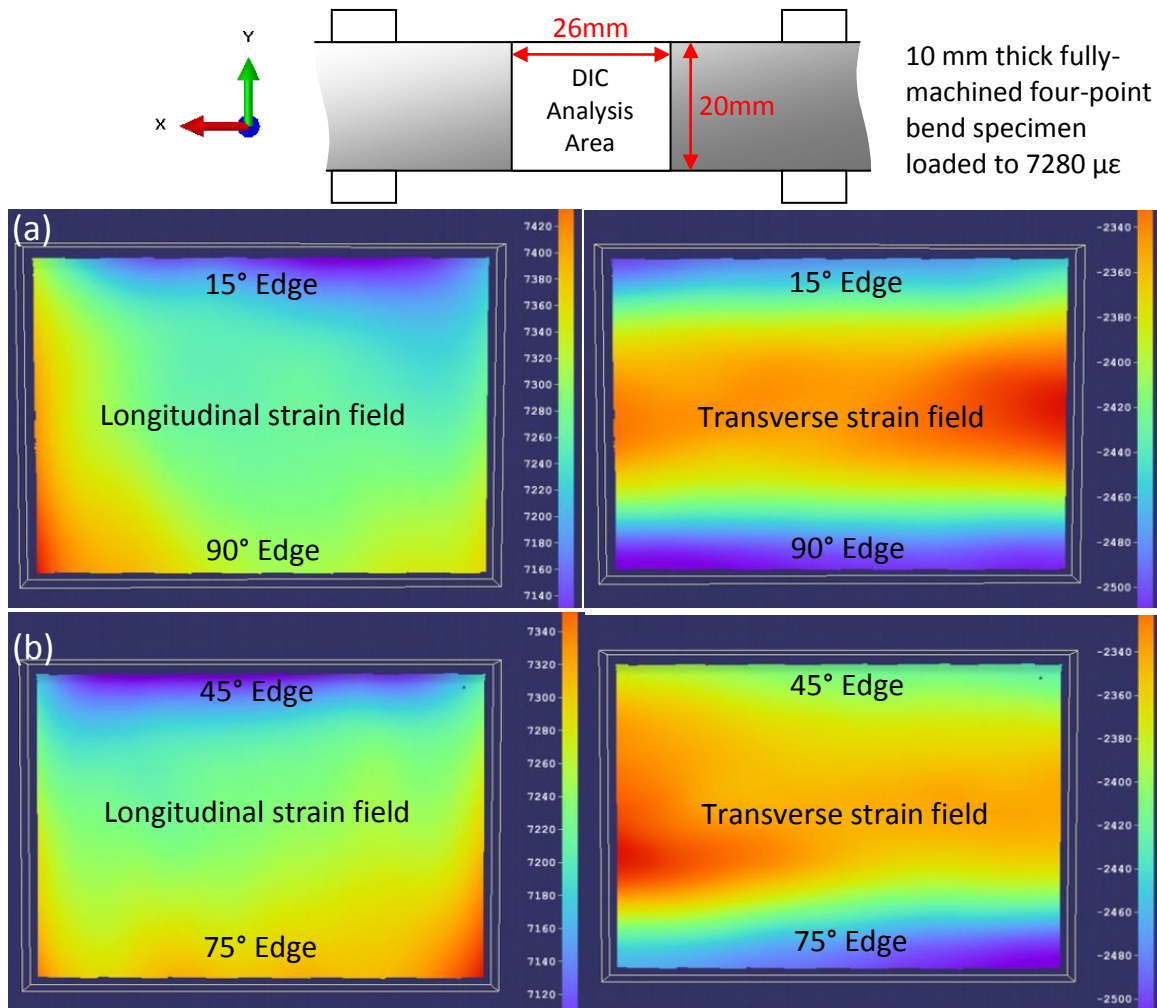 Y
X
26mm
DIC
Analysis
Area
20mm
10 mm thick fully-
machined four-point
bend specimen
loaded to 7280 µε
(a)
15° Edge
Longitudinal strain field
90° Edge
7420
7400
7380
7360
7340
7320
7300
7280
7260
7240
7220
7200
7180
7160
7140
15° Edge
Transverse strain field
90° Edge
-2340
-2360
-2380
-2400
-2420
-2440
-2460
-2480
-2500
(b)
45° Edge
Longitudinal strain field
75° Edge
7340
7320
7300
7280
7260
7240
7220
7200
7180
7160
7140
7120
45° Edge
Transverse strain field
75° Edge
-2340
-2360
-2380
-2400
-2420
-2440
-2460
-2480
-2500